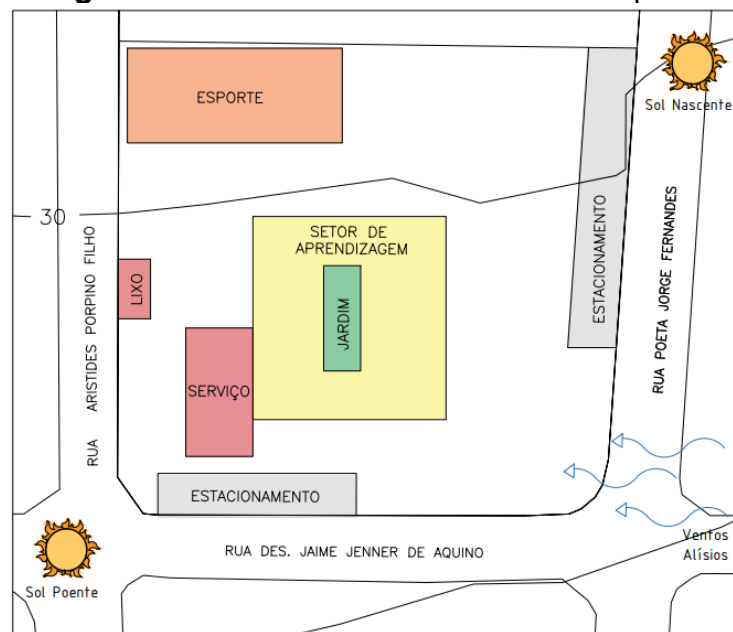 ESPORTE
Sol Nascente
30
SETOR DE
APRENDIZAGEM
ESTACIONAMENTO
RUA POETA JORGE FERNANDES
RUA ARISTIDES PORPINO FILHO
LIXO
JARDIM
SERVIÇO
ESTACIONAMENTO
Ventos
Alísios
RUA DES. JAIME JENNER DE AQUINO
Sol Poente